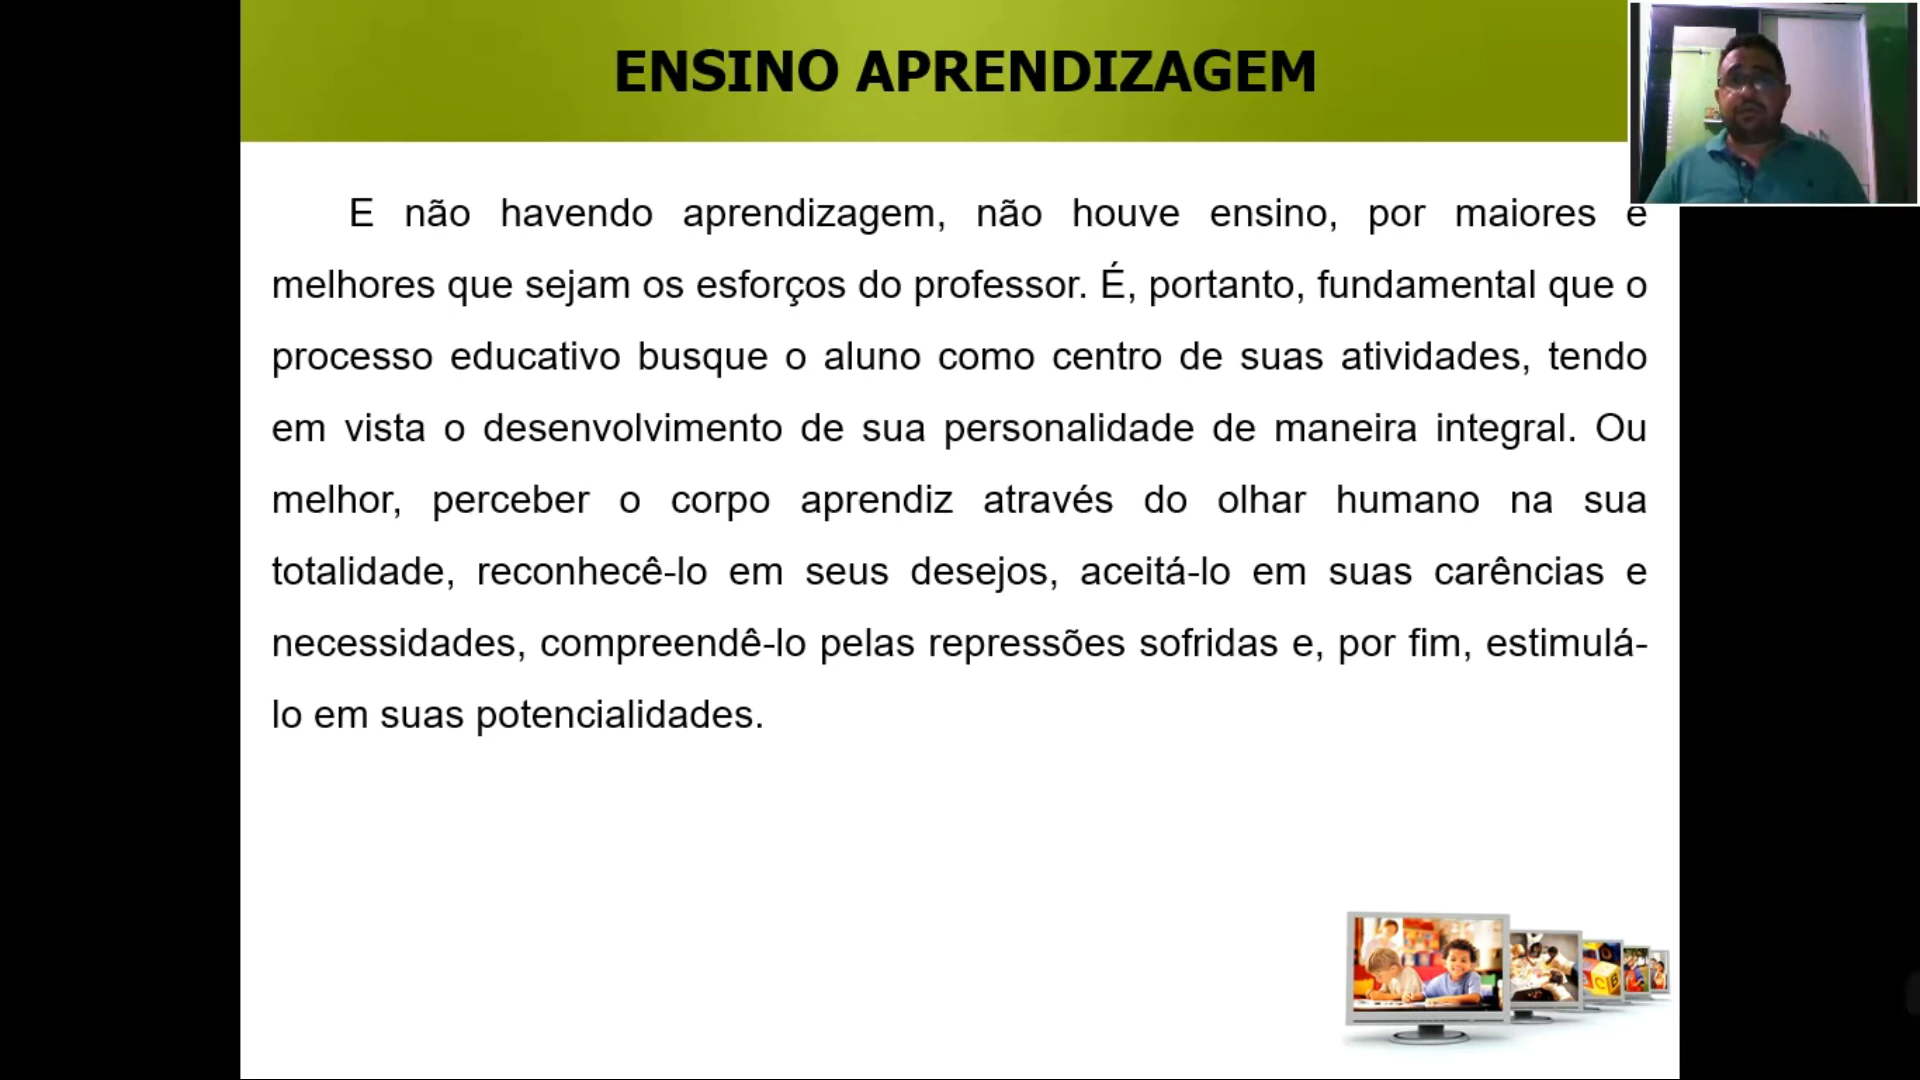 ENSINO APRENDIZAGEM
E não havendo aprendizagem, não houve ensino, por maiores e
melhores que sejam os esforços do professor. É, portanto, fundamental que o
processo educativo busque o aluno como centro de suas atividades, tendo
em vista o desenvolvimento de sua personalidade de maneira integral. Ou
melhor, perceber o corpo aprendiz através do olhar humano na sua
totalidade, reconhecê-lo em seus desejos, aceitá-lo em suas carências e
necessidades, compreendê-lo pelas repressões sofridas e, por fim, estimulá-
lo em suas potencialidades.